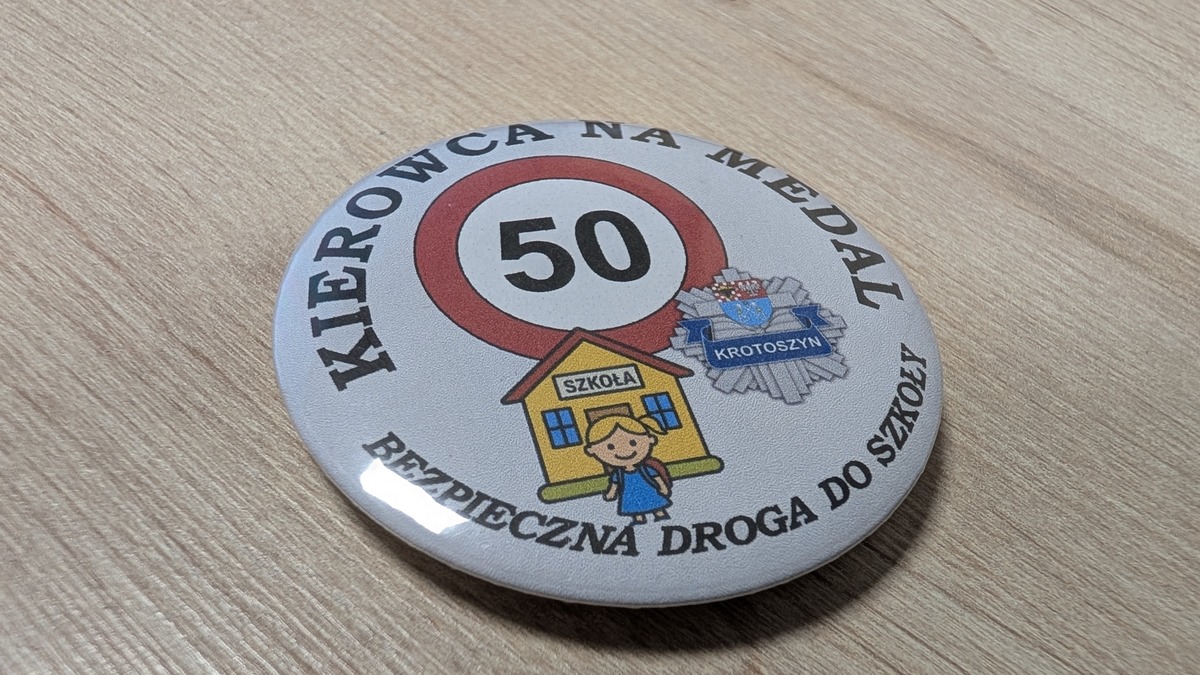 KIEROWCA NA MEDAL
50
KROTOSZYN
SZKOŁA
BEZPIECZNA DROGA DO SZKOŁY